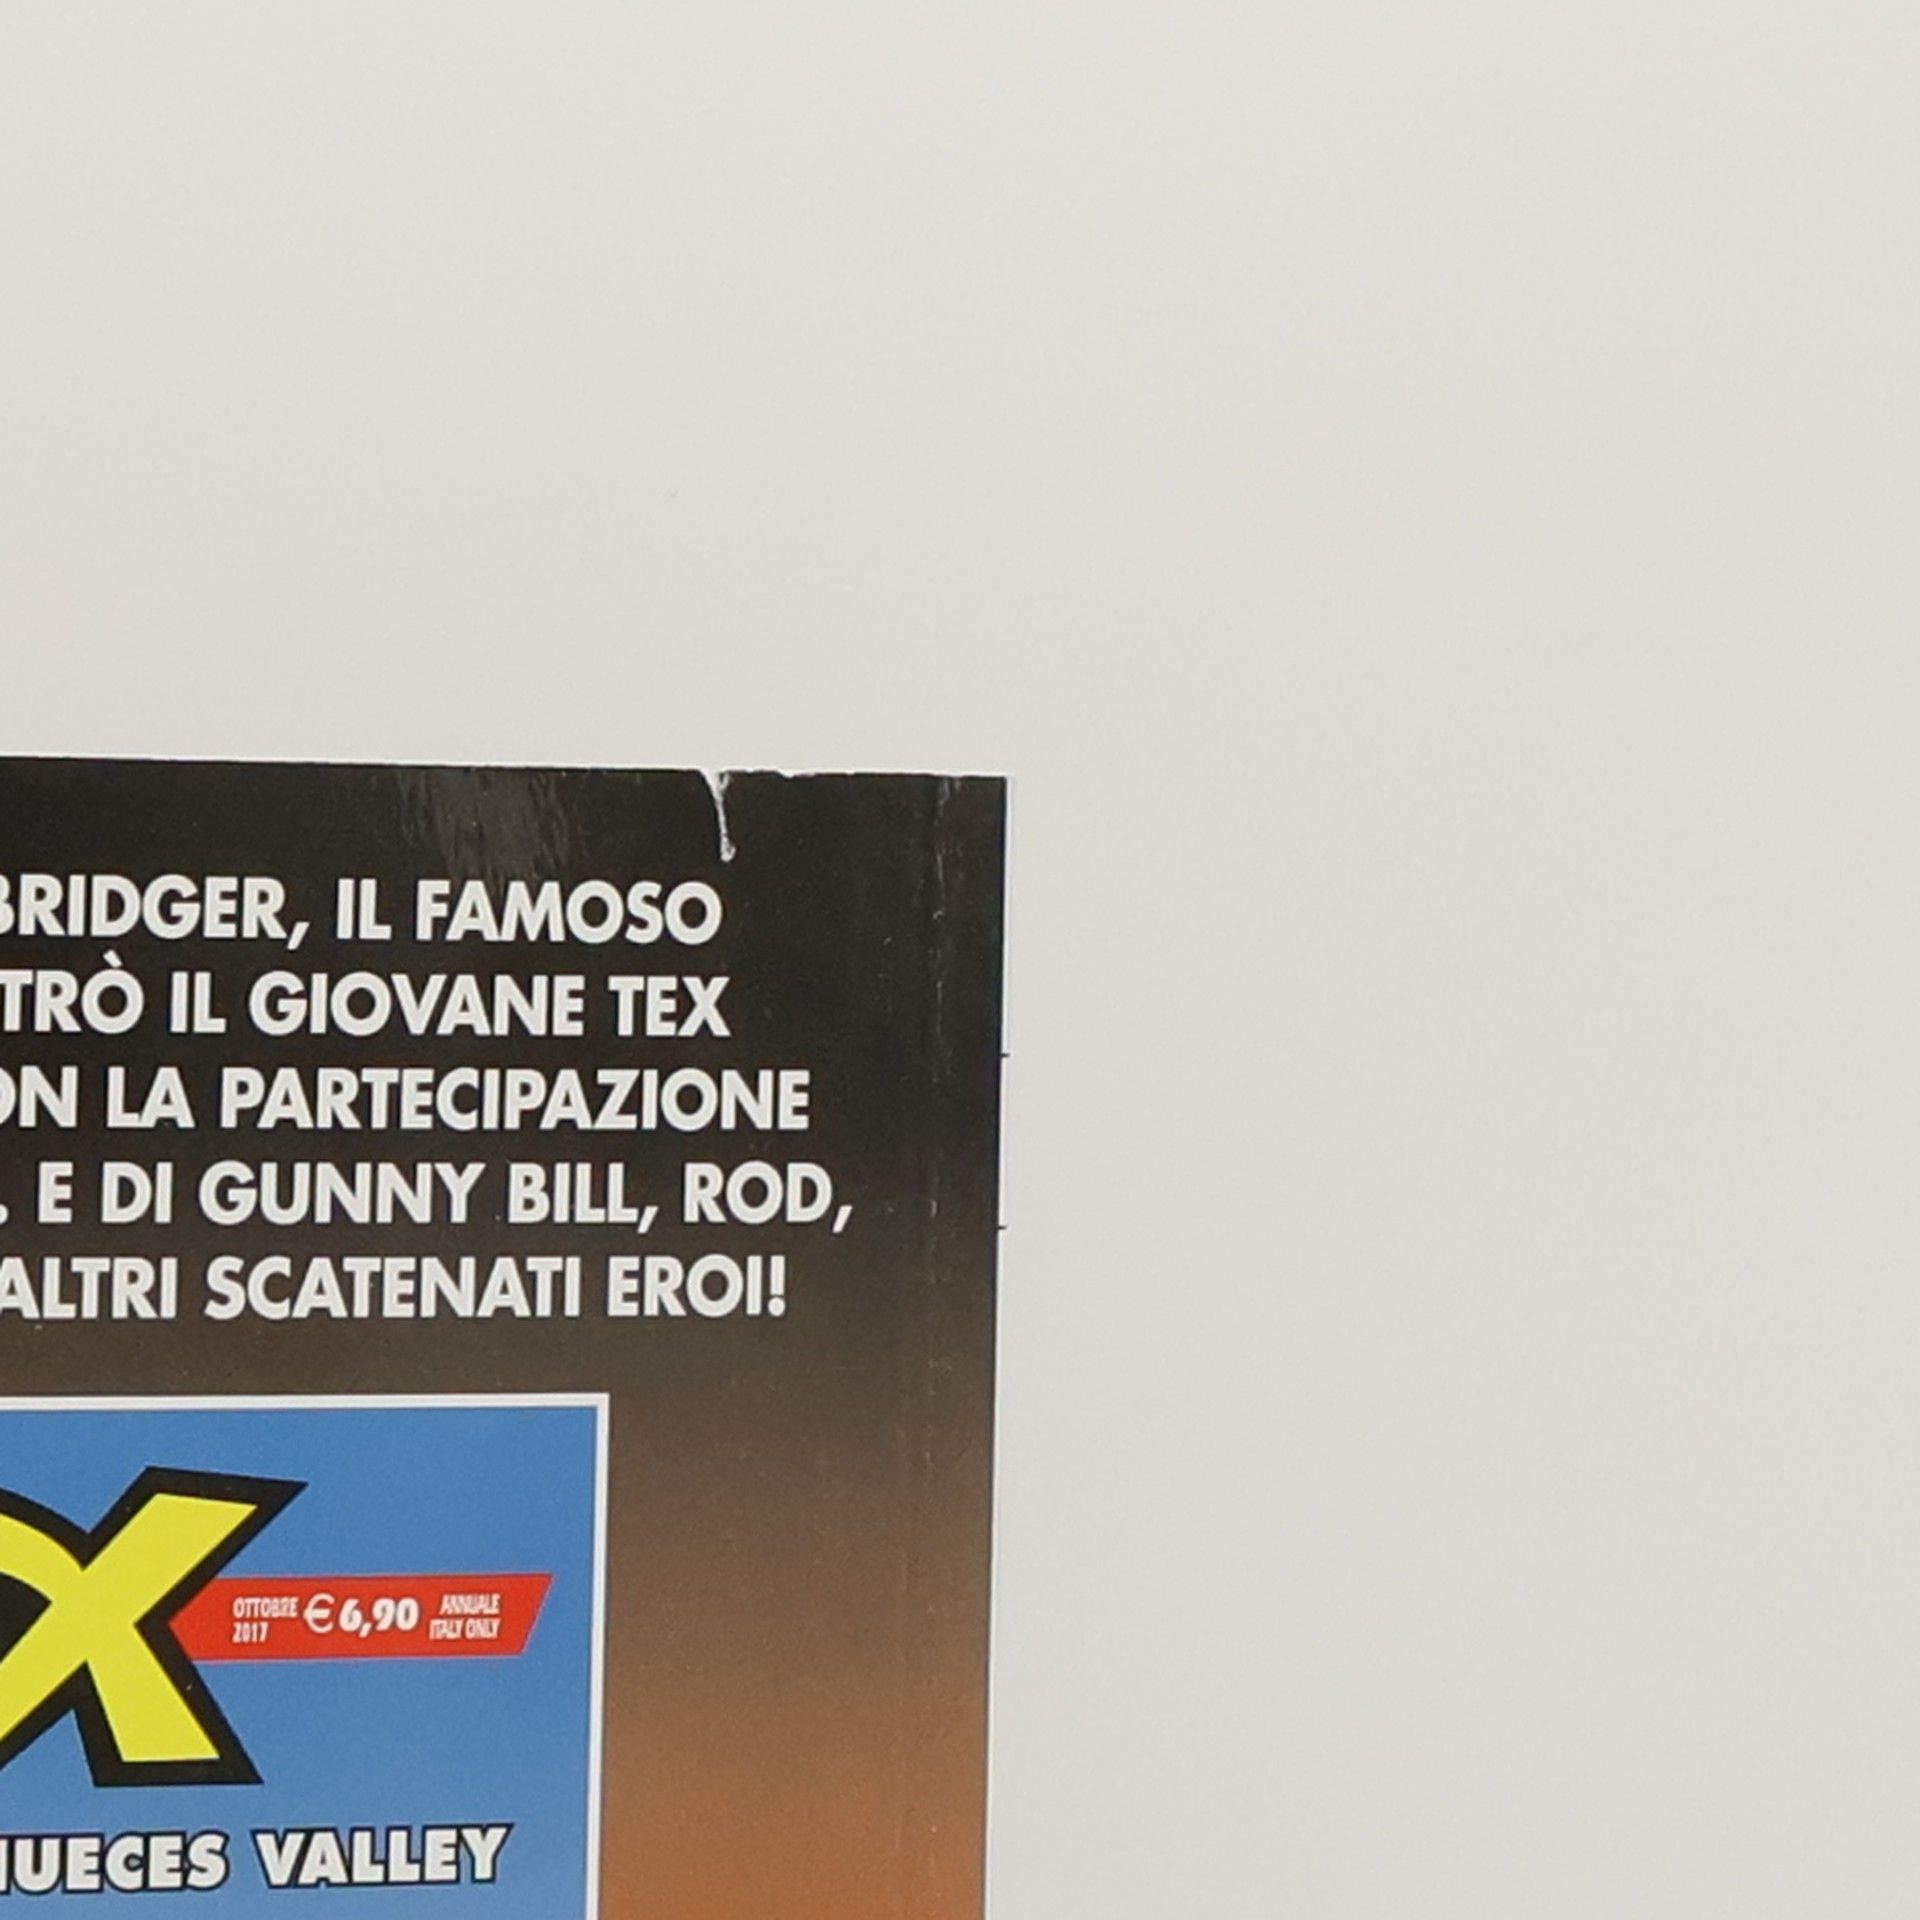 BRIDGER, IL FAMOSO
TRÒ IL GIOVANE TEX
ON LA PARTECIPAZIONE
. E DI GUNNY BILL, ROD,
ALTRI SCATENATI EROI!
X
OTTOBRE 2017 € 6,90 ANNUALE ITALY ONLY
NUECES VALLEY